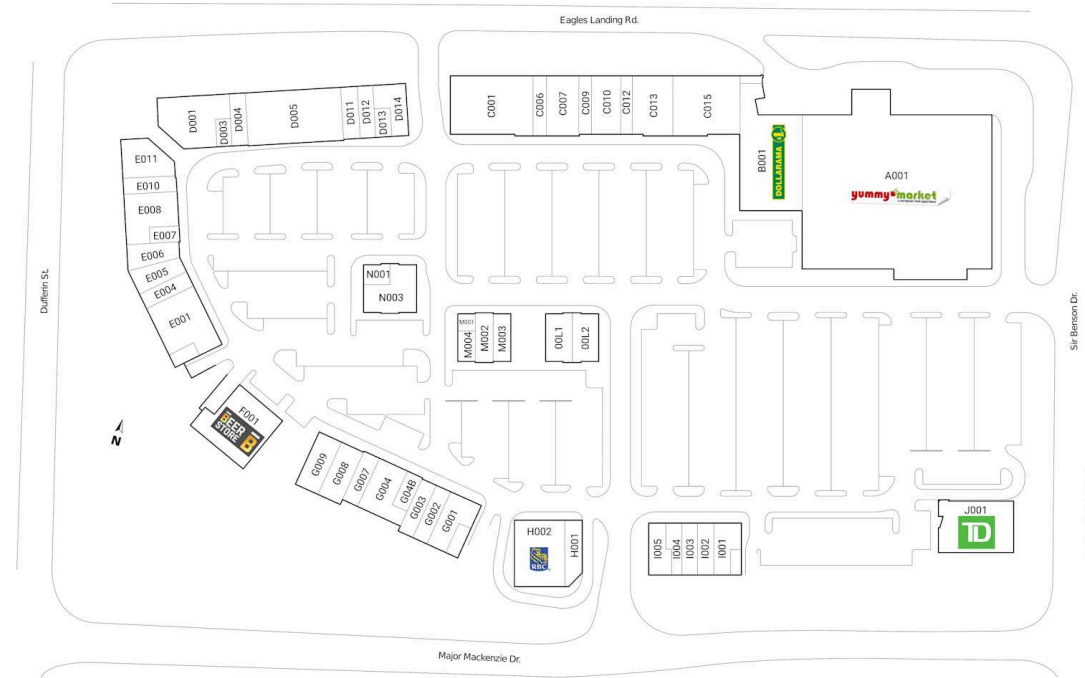 Eagles Landing Rd.
D001
D003
D004
D005
D011
D012
D013
D014
C001
C006
C007
C009
C010
C012
C013
C015
B001
DOLLARAMA
A001
yummy market
E011
E010
E008
E007
E006
E005
E004
E001
N001
N003
M001
M004
M002
M003
00L1
00L2
Dufferin St.
Sir Benson Dr.
N
F001
BEER
STORE
B
G009
G008
G007
G004
G04B
G003
G002
G001
H002
RBC
H001
I005
I004
I003
I002
I001
J001
TD
Major Mackenzie Dr.